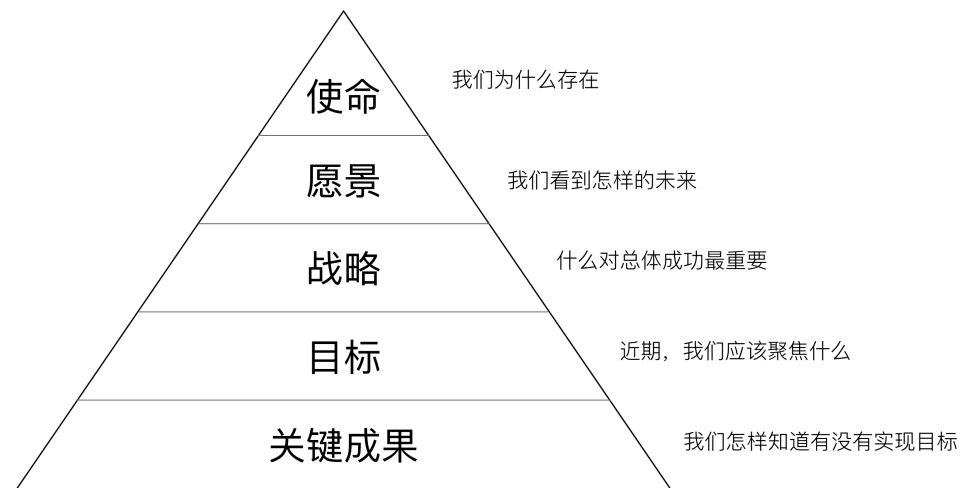 使命
我们为什么存在
愿景
我们看到怎样的未来
战略
什么对总体成功最重要
目标
近期，我们应该聚焦什么
关键成果
我们怎样知道有没有实现目标